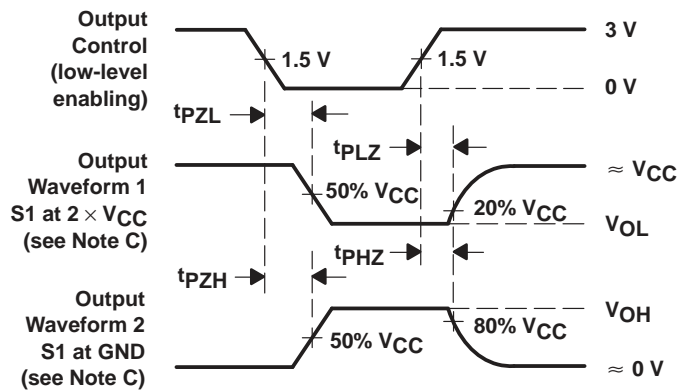 Output
Control
(low-level
enabling)
1.5 V
1.5 V
3 V
0 V
tPZL
tPLZ
Output
Waveform 1
S1 at 2 × VCC
(see Note C)
50% VCC
20% VCC
≈ VCC
VOL
tPZH
tPHZ
Output
Waveform 2
S1 at GND
(see Note C)
50% VCC
80% VCC
VOH
≈ 0 V